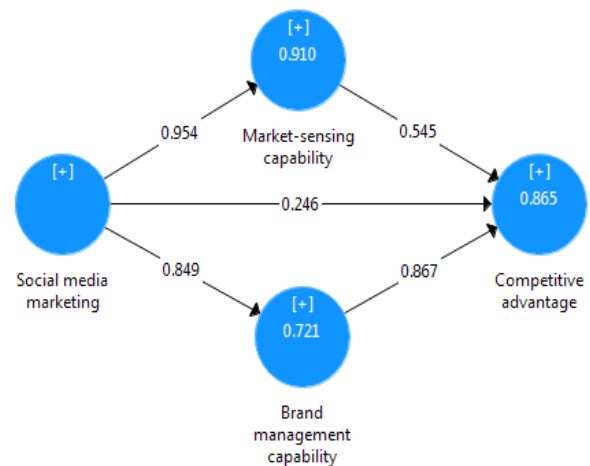 [+]
0.910
0.954
Market-sensing
capability
0.545
[+]
[+]
0.865
0.246
Social media
marketing
0.849
0.867
Competitive
advantage
[+]
0.721
Brand
management
capability